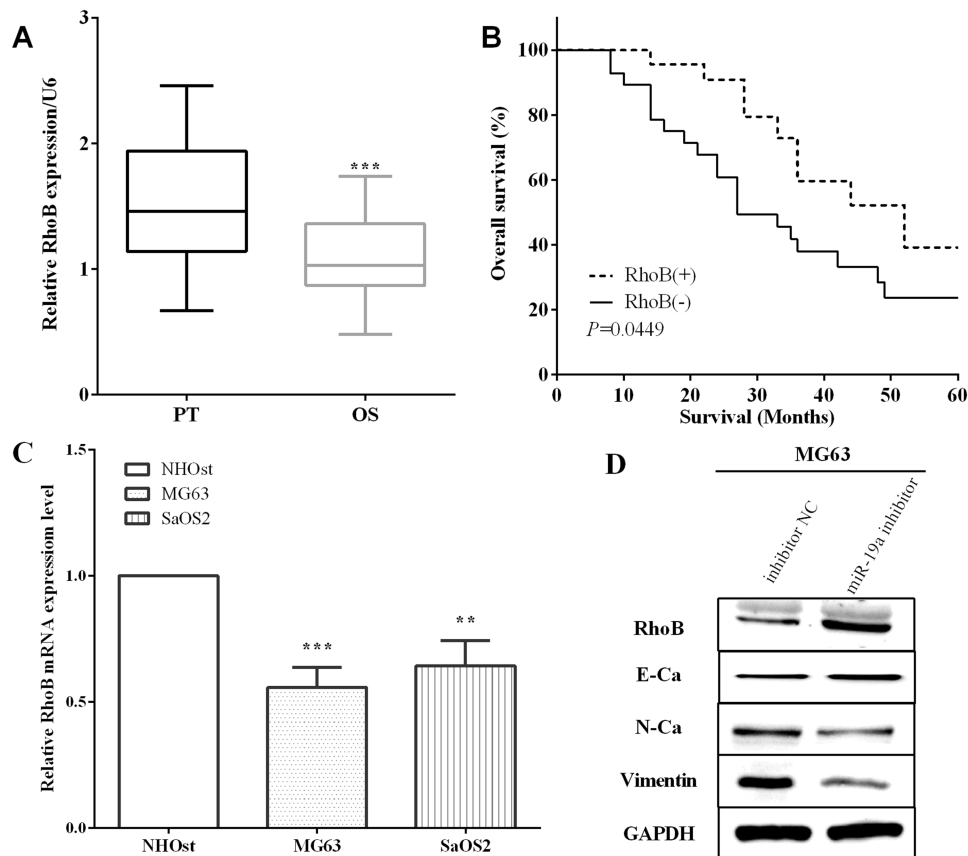 A
Relative RhoB expression/U6
3
2
1
0
***
PT
OS
B
Overall survival (%)
100
80
60
40
20
0
RhoB(+)
RhoB(-)
P=0.0449
0
10
20
30
40
50
60
Survival (Months)
C
Relative RhoB mRNA expression level
1.5
1.0
0.5
0.0
NHOst
MG63
SaOS2
***
**
NHOst
MG63
SaOS2
D
MG63
inhibitor NC
miR-19a inhibitor
RhoB
E-Ca
N-Ca
Vimentin
GAPDH